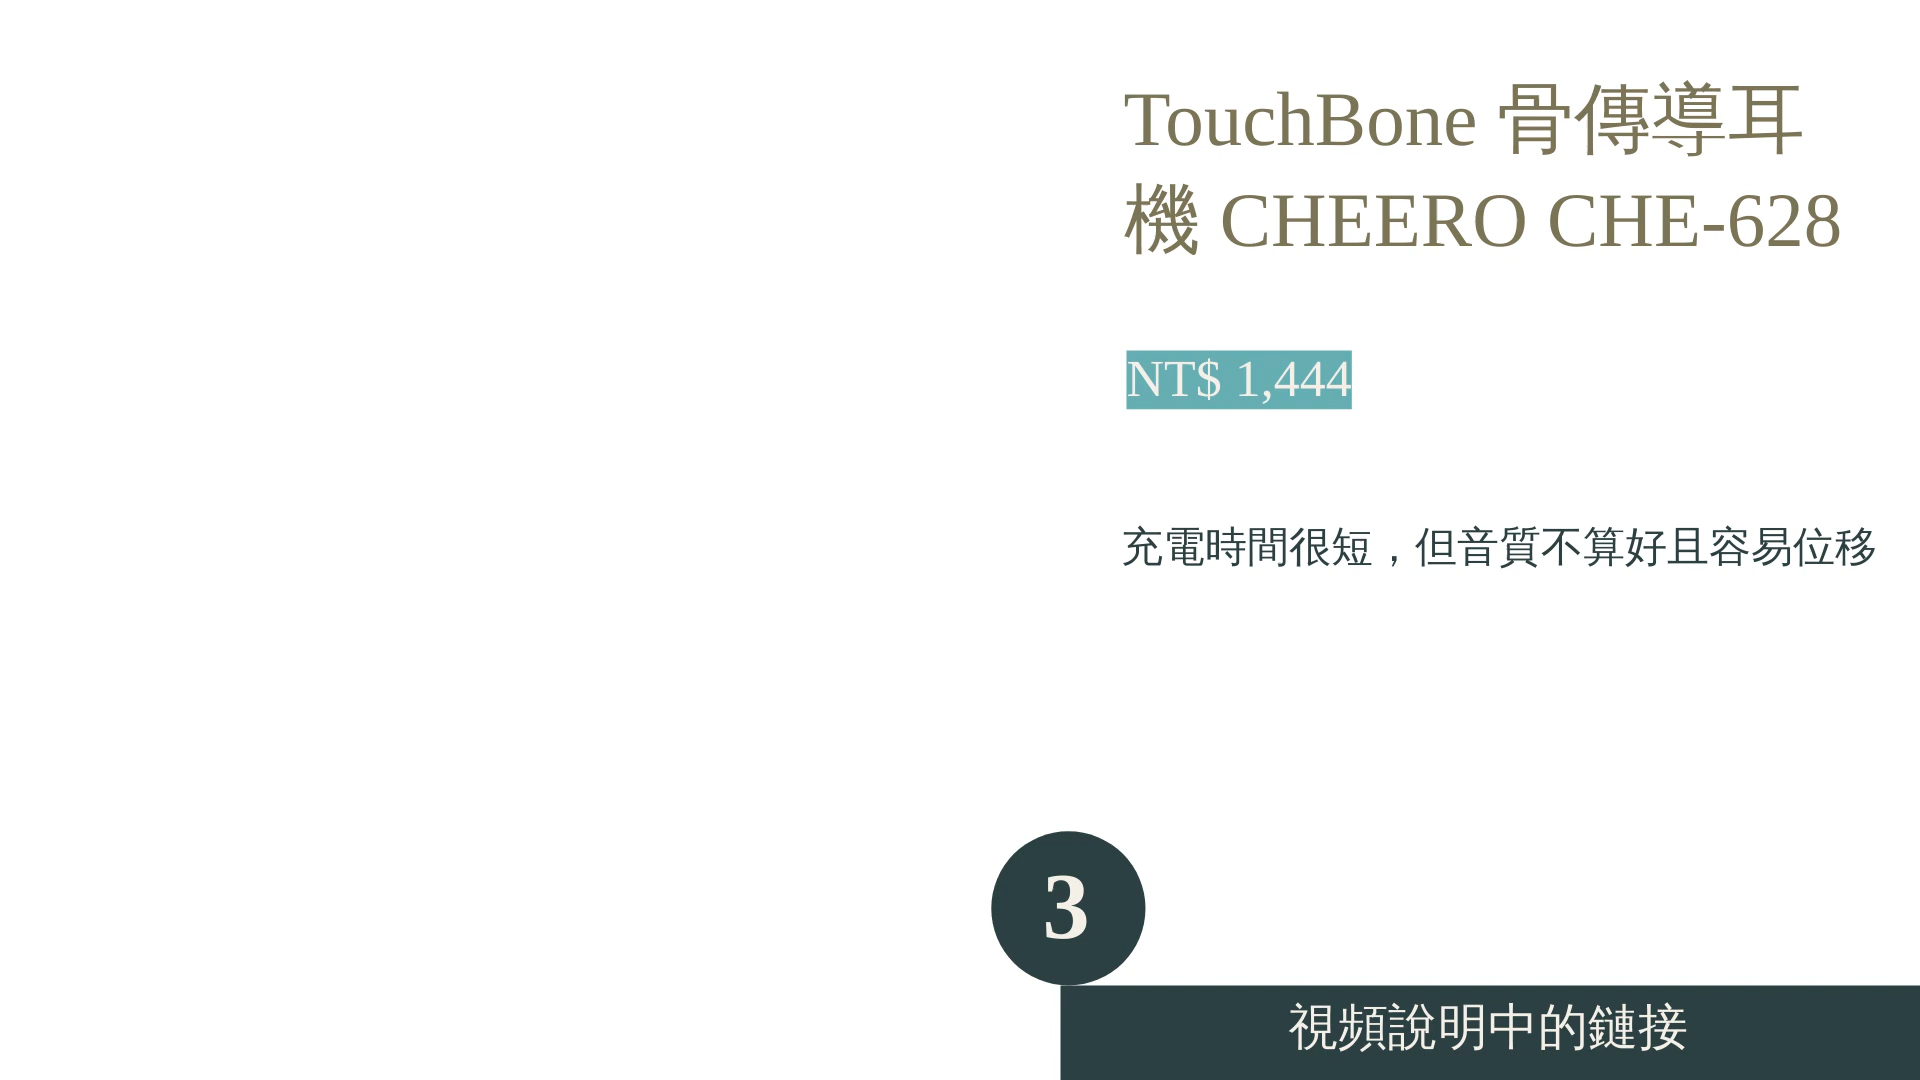 TouchBone 骨傳導耳
機 CHEERO CHE-628
NT$ 1,444
充電時間很短，但音質不算好且容易位移
3
視頻說明中的鏈接